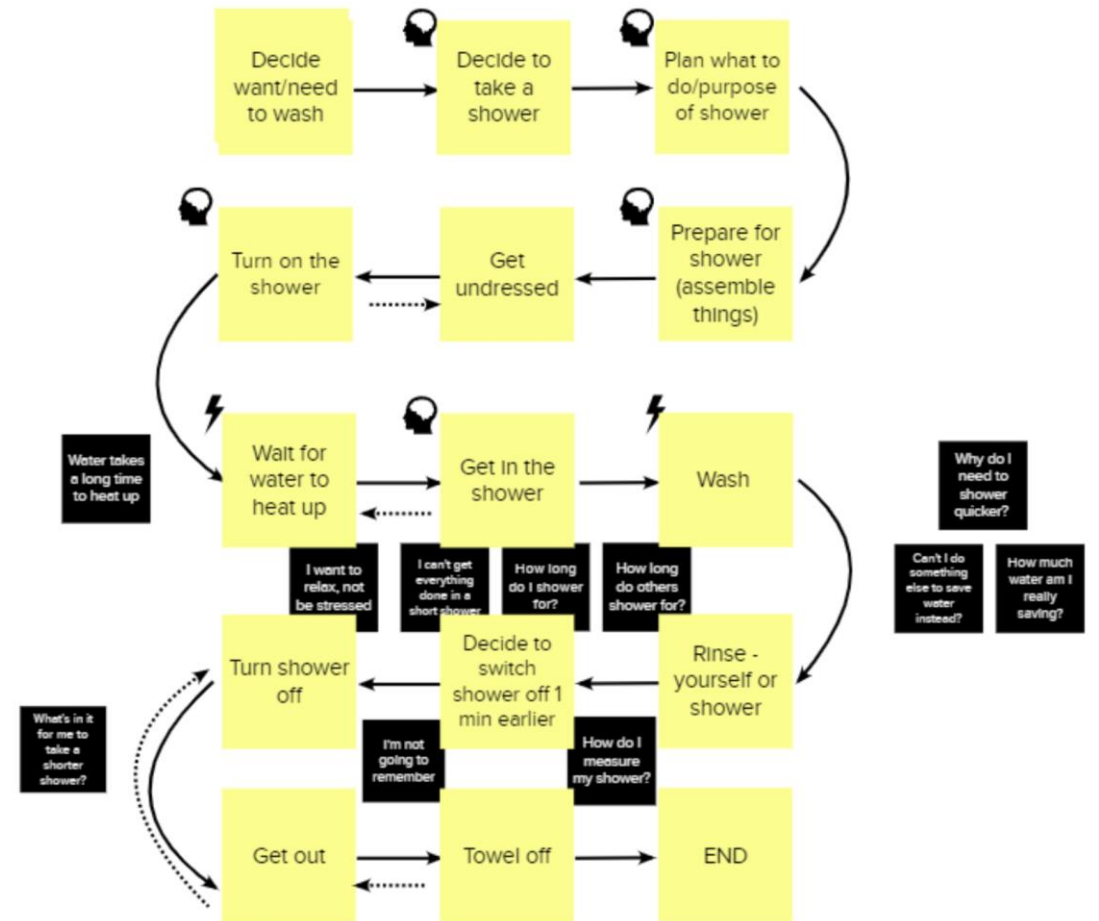 Decide
want/need
to wash
Decide to
take a
shower
Plan what to
do/purpose
of shower
Turn on the
shower
Get
undressed
Prepare for
shower
(assemble
things)
Water takes
a long time
to heat up
Wait for
water to
heat up
Get in the
shower
Wash
Why do I
need to
shower
quicker?
Can't I do
something
else to save
water
instead?
How much
water am I
really
saving?
I want to
relax, not
be stressed
I can't get
everything
done in a
short shower
How long
do I shower
for?
How long
do others
shower for?
Turn shower
off
Decide to
switch
shower off 1
min earlier
Rinse -
yourself or
shower
What's in it
for me to
take a
shorter
shower?
I'm not
going to
remember
How do I
measure
my shower?
Get out
Towel off
END